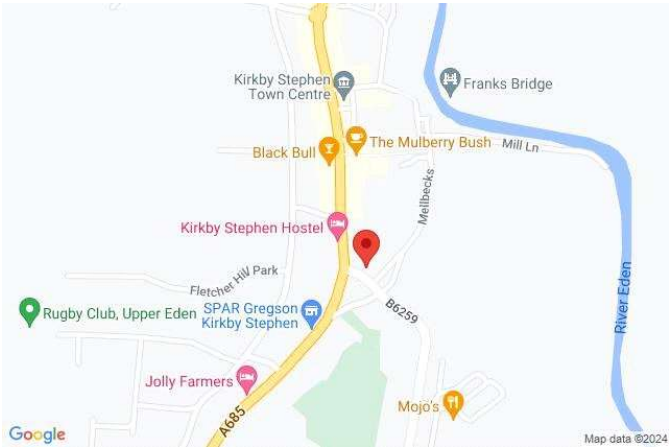 Kirkby Stephen
Town Centre
Franks Bridge
The Mulberry Bush
Black Bull
Mill Ln
Mellbecks
Kirkby Stephen Hostel
Fletcher Hill Park
Rugby Club, Upper Eden
SPAR Gregson
Kirkby Stephen
B6259
River Eden
Jolly Farmers
Mojo's
A685
Google
Map data ©2024